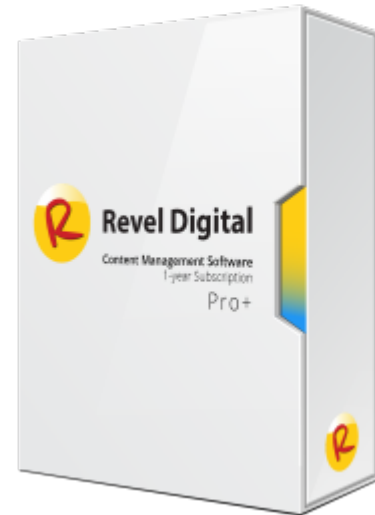 R
Revel Digital
Content Management Software
1-year Subscription
Pro+
R